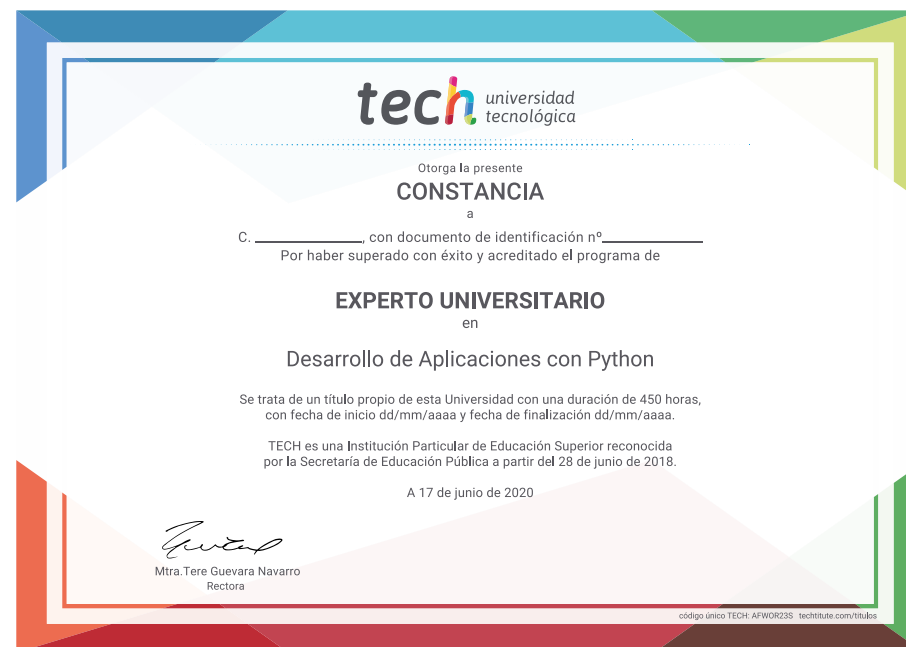 tech universidad
tecnológica
Otorga la presente
CONSTANCIA
a
C. ____________, con documento de identificación nº____________
Por haber superado con éxito y acreditado el programa de
EXPERTO UNIVERSITARIO
en
Desarrollo de Aplicaciones con Python
Se trata de un título propio de esta Universidad con una duración de 450 horas,
con fecha de inicio dd/mm/aaaa y fecha de finalización dd/mm/aaaa.
TECH es una Institución Particular de Educación Superior reconocida
por la Secretaría de Educación Pública a partir del 28 de junio de 2018.
A 17 de junio de 2020
Mtra.Tere Guevara Navarro
Rectora
código único TECH: AFWOR23S techtitute.com/titulos